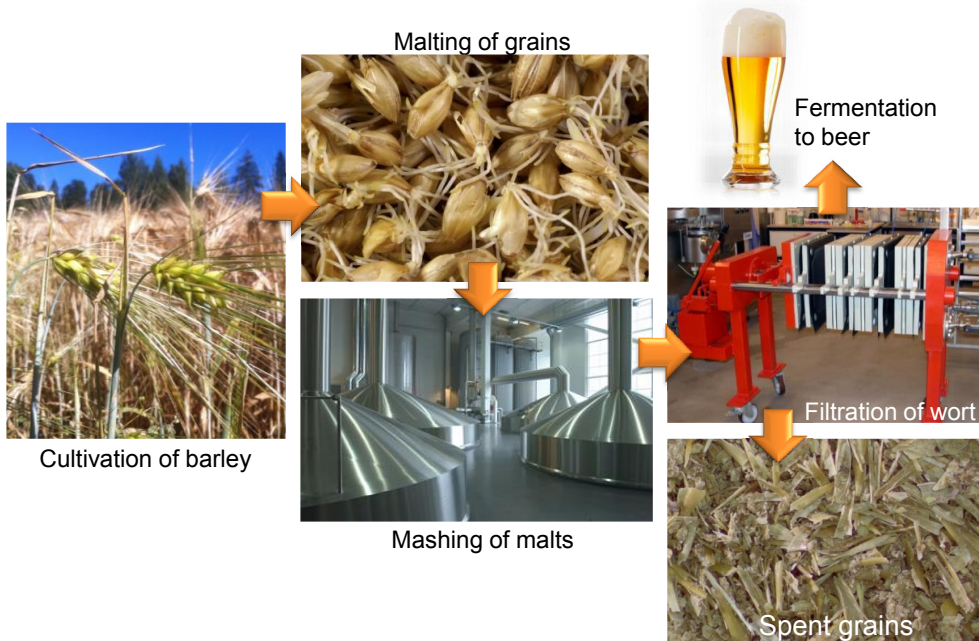 Malting of grains
Fermentation
to beer
Cultivation of barley
Filtration of wort
Mashing of malts
Spent grains